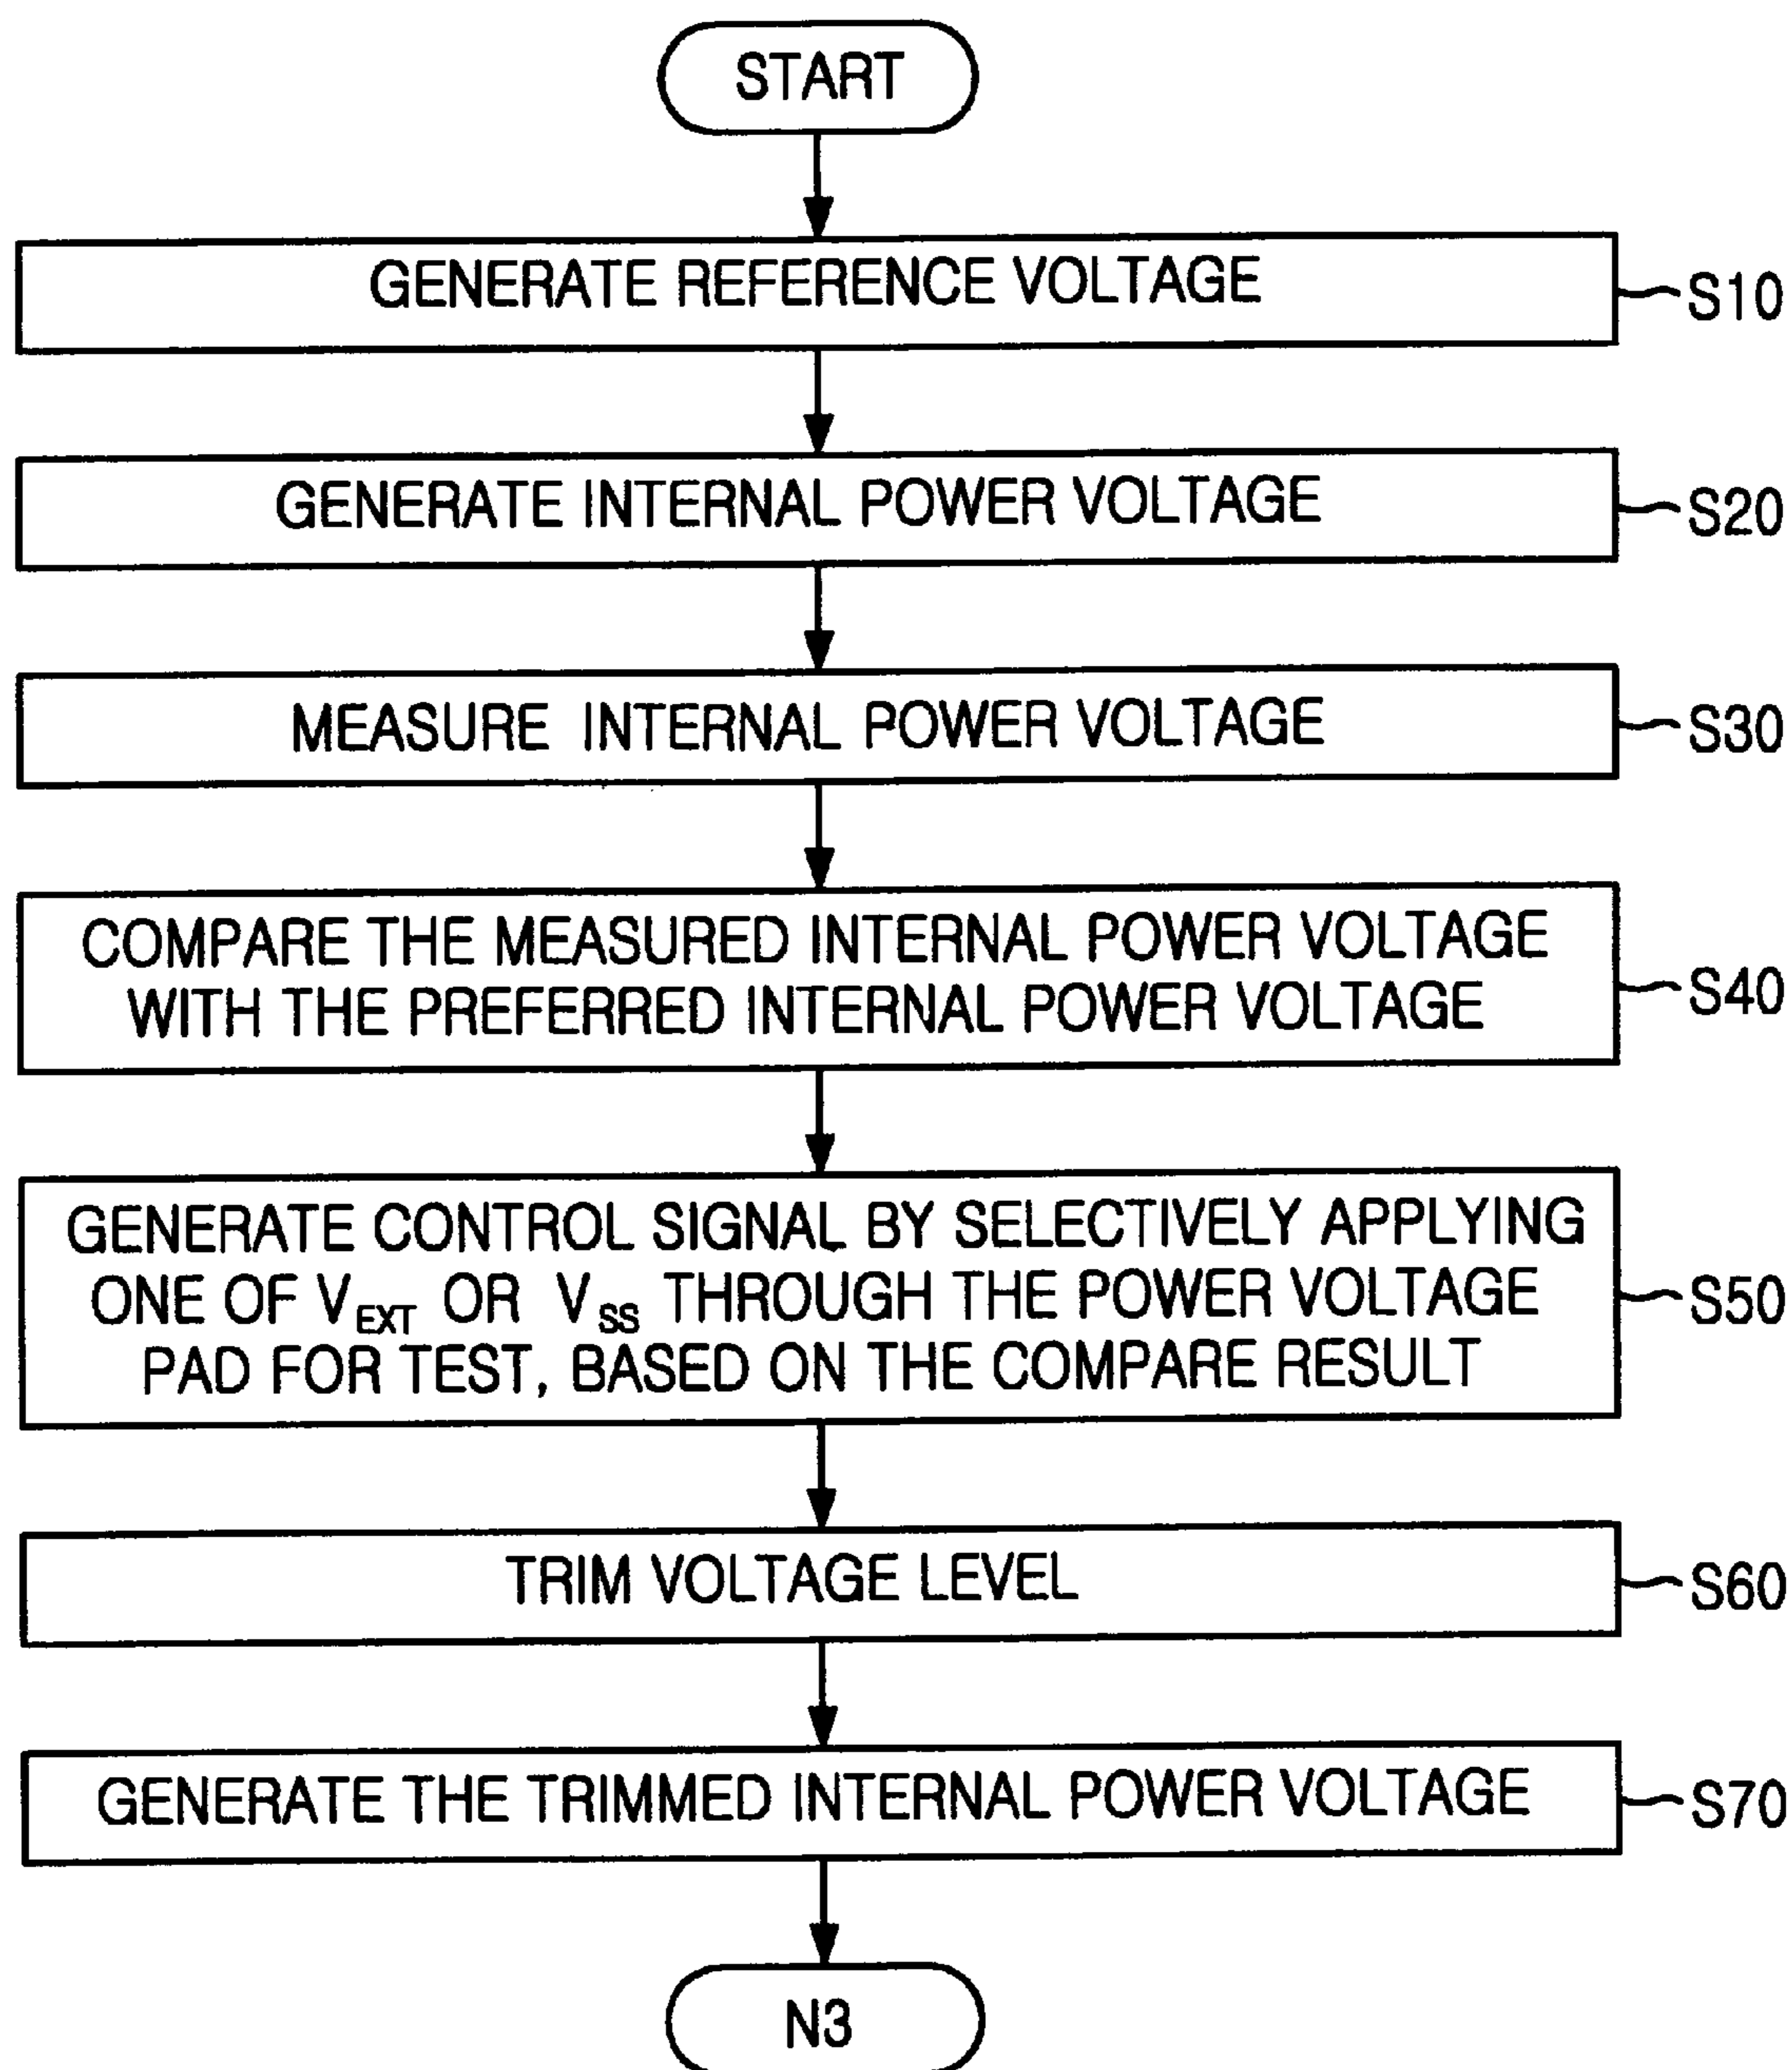 START
GENERATE REFERENCE VOLTAGE
S10
GENERATE INTERNAL POWER VOLTAGE
S20
MEASURE INTERNAL POWER VOLTAGE
S30
COMPARE THE MEASURED INTERNAL POWER VOLTAGE
WITH THE PREFERRED INTERNAL POWER VOLTAGE
S40
GENERATE CONTROL SIGNAL BY SELECTIVELY APPLYING
ONE OF VEXT OR VSS THROUGH THE POWER VOLTAGE
PAD FOR TEST, BASED ON THE COMPARE RESULT
S50
TRIM VOLTAGE LEVEL
S60
GENERATE THE TRIMMED INTERNAL POWER VOLTAGE
S70
N3